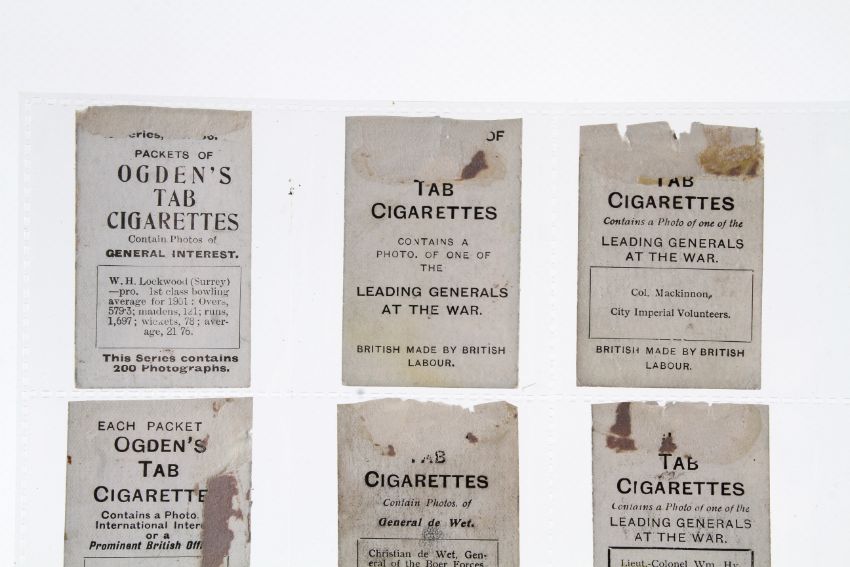 PACKETS OF
OGDEN'S
TAB
CIGARETTES
Contain Photos of
GENERAL INTEREST.
W. H. Lockwood (Surrey)
—pro. 1st class bowling
average for 1901 : Overs,
579·3; maidens, 121; runs,
1,697; wickets, 78; aver-
age, 21·76.
This Series contains
200 Photographs.
OF
TAB
CIGARETTES
CONTAINS A
PHOTO. OF ONE OF
THE
LEADING GENERALS
AT THE WAR.
BRITISH MADE BY BRITISH
LABOUR.
TAB
CIGARETTES
Contains a Photo of one of the
LEADING GENERALS
AT THE WAR.
Col. Mackinnon,
City Imperial Volunteers.
BRITISH MADE BY BRITISH
LABOUR.
EACH PACKET
OGDEN'S
TAB
CIGARETTE
Contains a Photo.
International Inter
or a
Prominent British Offi
TAB
CIGARETTES
Contain Photos. of
General de Wet.
Christian de Wet, Gen-
eral of the Boer Forces
TAB
CIGARETTES
Contains a Photo of one of the
LEADING GENERALS
AT THE WAR.
Lieut.-Colonel Wm. Hy.